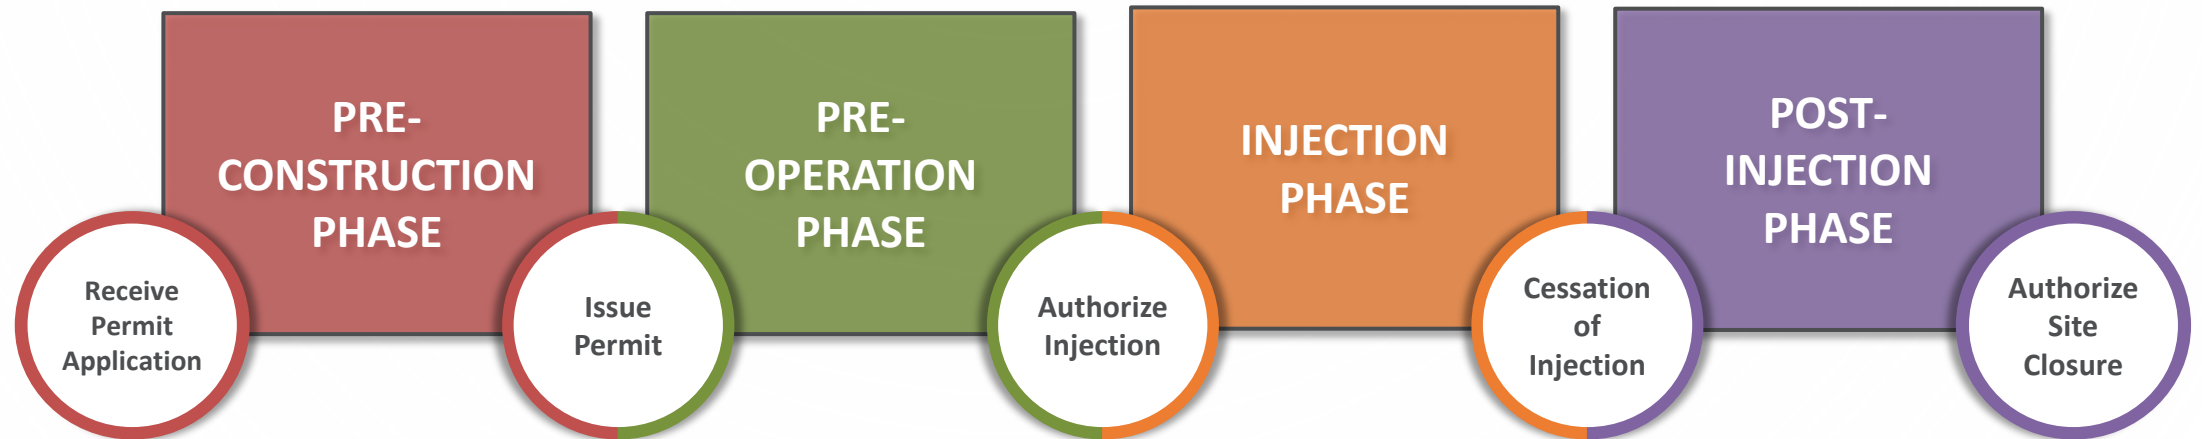 PRE-
CONSTRUCTION
PHASE
PRE-
OPERATION
PHASE
INJECTION
PHASE
POST-
INJECTION
PHASE
Receive
Permit
Application
Issue
Permit
Authorize
Injection
Cessation
of
Injection
Authorize
Site
Closure